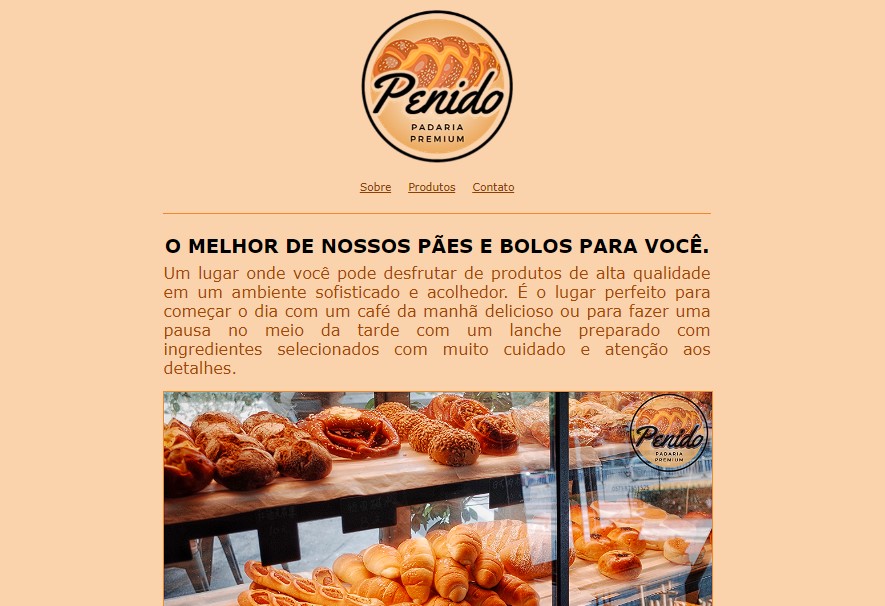 Penido
PADARIA
PREMIUM
Sobre Produtos Contato
O MELHOR DE NOSSOS PÃES E BOLOS PARA VOCÊ.
Um lugar onde você pode desfrutar de produtos de alta qualidade
em um ambiente sofisticado e acolhedor. É o lugar perfeito para
começar o dia com um café da manhã delicioso ou para fazer uma
pausa no meio da tarde com um lanche preparado com
ingredientes selecionados com muito cuidado e atenção aos
detalhes.
Penido
PADARIA
PREMIUM